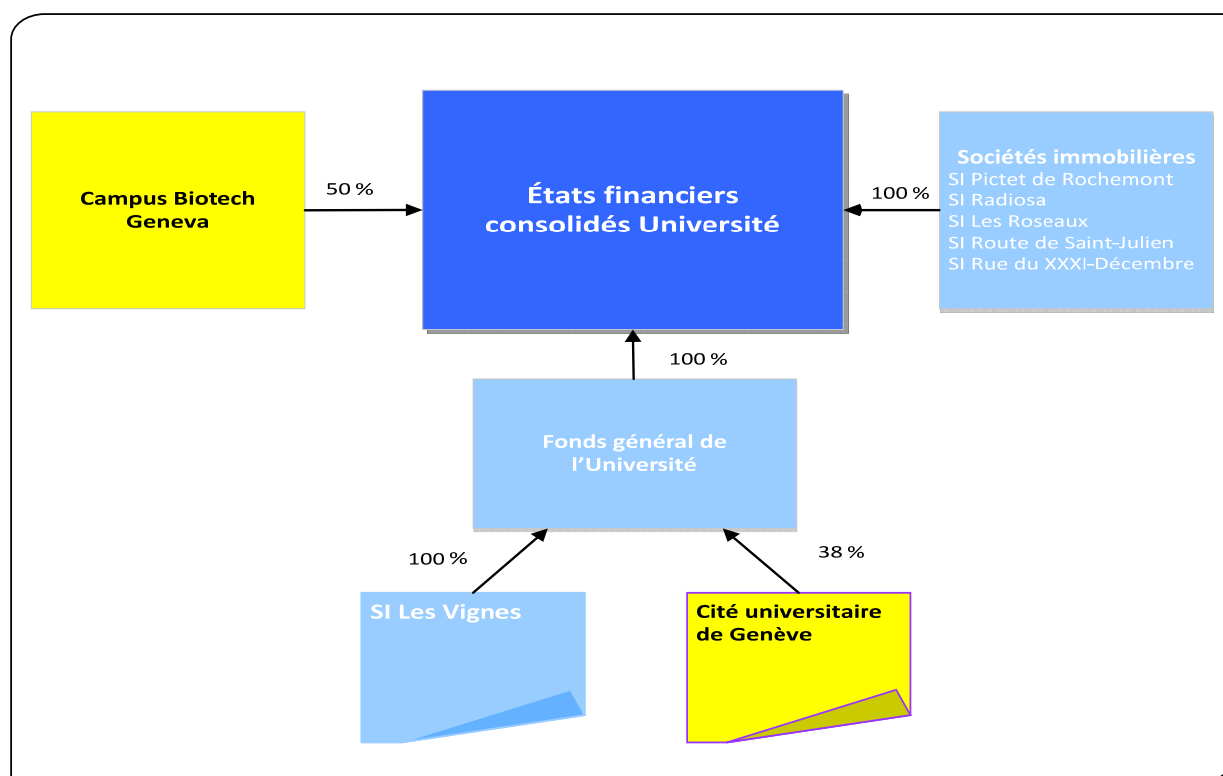 Campus Biotech
Geneva
50 %
États financiers
consolidés Université
100 %
Sociétés immobilières
SI Pictet de Rochemont
SI Radiosa
SI Les Roseaux
SI Route de Saint-Julien
SI Rue du XXXI-Décembre
100 %
Fonds général de
l'Université
100 %
38 %
SI Les Vignes
Cité universitaire
de Genève